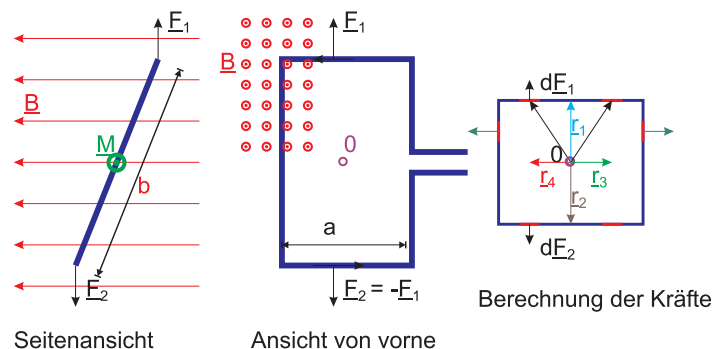 F1
B
M
b
F2
Seitenansicht
F1
B
0
a
F2 = -F1
Ansicht von vorne
dF1
r1
0
r4
r3
r2
dF2
Berechnung der Kräfte